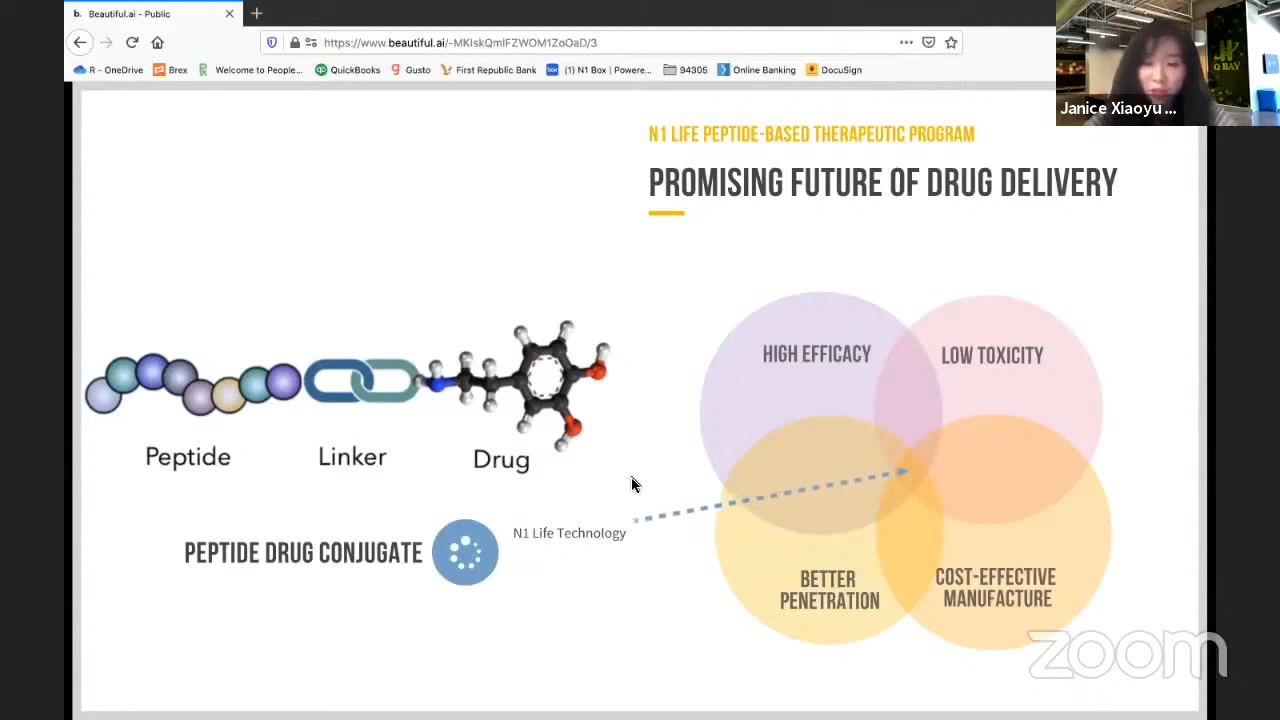 b. Beautiful.ai - Public
https://www.beautiful.ai/-MKlskQmlFZWOM1ZoOaD/3
R - OneDrive
Brex
Welcome to People...
QuickBooks
Gusto
First Republic Bank
box
(1) N1 Box | Powere...
94305
Online Banking
DocuSign
Q BAY
Janice Xiaoyu ...
N1 LIFE PEPTIDE-BASED THERAPEUTIC PROGRAM
PROMISING FUTURE OF DRUG DELIVERY
Peptide
Linker
Drug
PEPTIDE DRUG CONJUGATE
N1 Life Technology
HIGH EFFICACY
LOW TOXICITY
BETTER
PENETRATION
COST-EFFECTIVE
MANUFACTURE
zoom